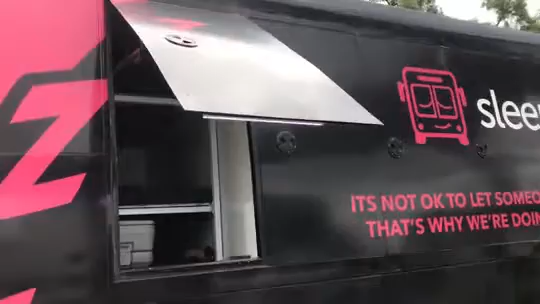 slee
ITS NOT OK TO LET SOMEO
THAT'S WHY WE'RE DOIN
Z